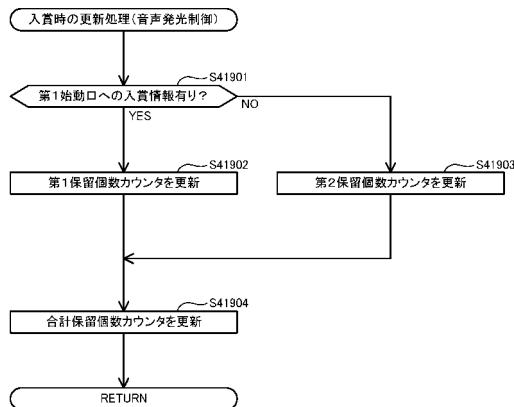 入賞時の更新処理(音声発光制御)
S41901
第1始動口への入賞情報有り?
YES
NO
S41902
第1保留個数カウンタを更新
S41903
第2保留個数カウンタを更新
S41904
合計保留個数カウンタを更新
RETURN